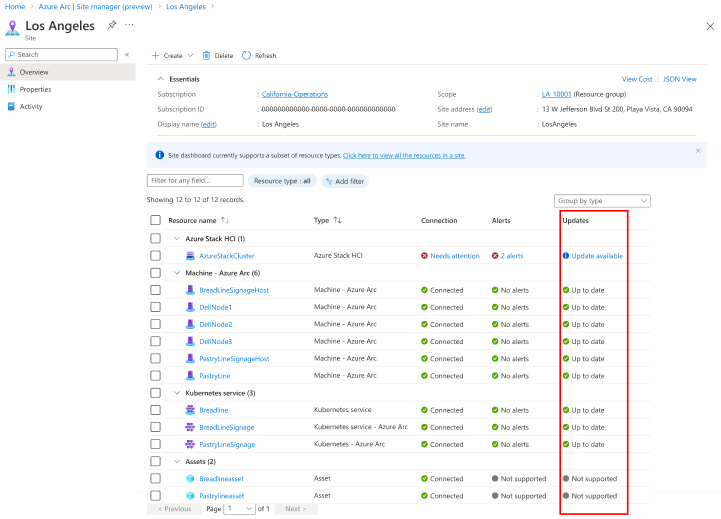 Home > Azure Arc | Site manager (preview) > Los Angeles >
Los Angeles
Site
Search
Overview
Properties
Activity
Create Delete Refresh
Essentials
View Cost | JSON View
Subscription : California-Operations
Scope : LA_10001 (Resource group)
Subscription ID : 000000000000-0000-0000-000000000000
Site address (edit) : 13 W Jefferson Blvd St 200, Playa Vista, CA 90094
Display name (edit) : Los Angeles
Site name : LosAngeles
Site dashboard currently supports a subset of resource types. Click here to view all the resources in a site.
Filter for any field... Resource type : all Add filter
Showing 12 to 12 of 12 records.
Group by type
Resource name Type Connection Alerts Updates
Azure Stack HCI (1)
AzureStackCluster Azure Stack HCI Needs attention 2 alerts Update available
Machine - Azure Arc (6)
BreadLineSignageHost Machine - Azure Arc Connected No alerts Up to date
DellNode1 Machine - Azure Arc Connected No alerts Up to date
DellNode2 Machine - Azure Arc Connected No alerts Up to date
DellNode3 Machine - Azure Arc Connected No alerts Up to date
PastryLineSignageHost Machine - Azure Arc Connected No alerts Up to date
PastryLine Machine - Azure Arc Connected No alerts Up to date
Kubernetes service (3)
Breadline Kubernetes service Connected No alerts Up to date
BreadLineSignage Kubernetes service - Azure Arc Connected No alerts Up to date
PastryLineSignage Kubernetes - Azure Arc Connected No alerts Up to date
Assets (2)
Breadlineasset Asset Connected Not supported Not supported
Pastrylineasset Asset Connected Not supported Not supported
< Previous Page 1 of 1 Next >